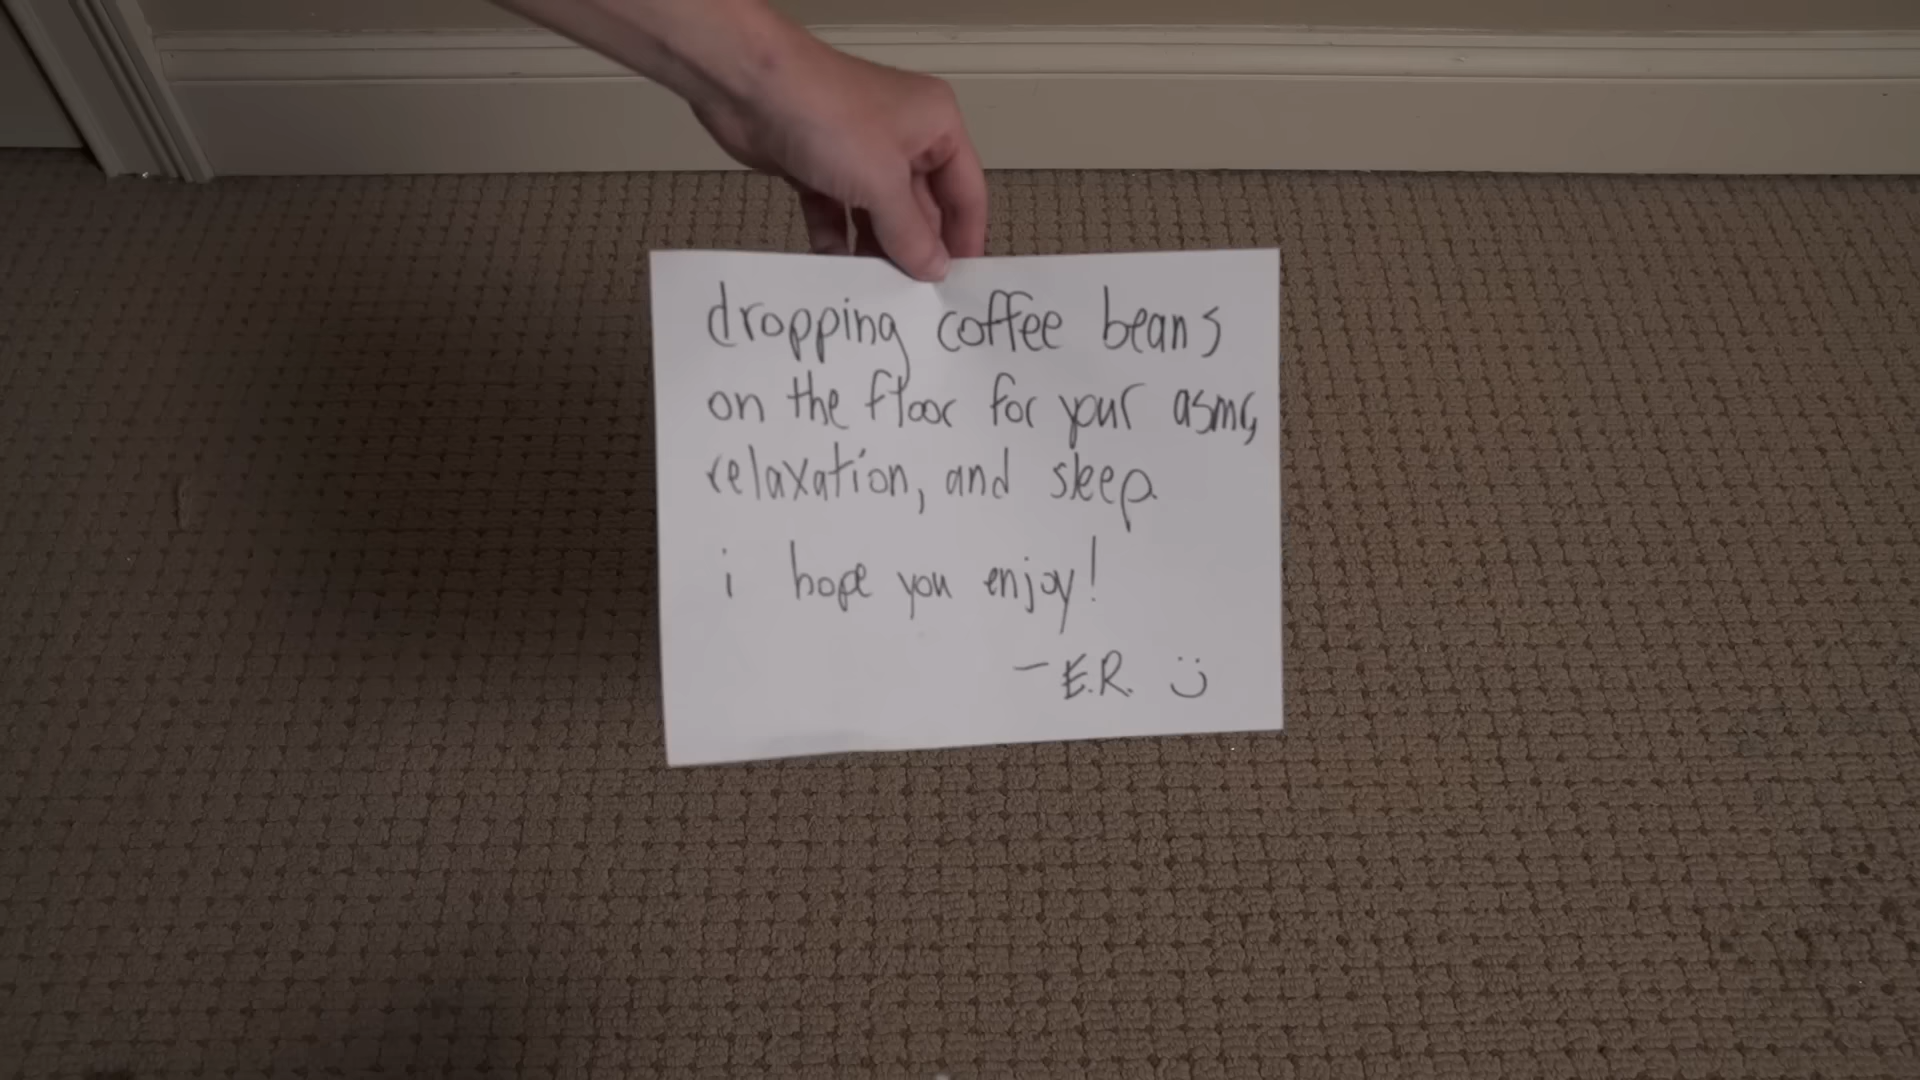 dropping coffee beans
on the floor for your asmr,
relaxation, and sleep.
i hope you enjoy!
— E.R. :)